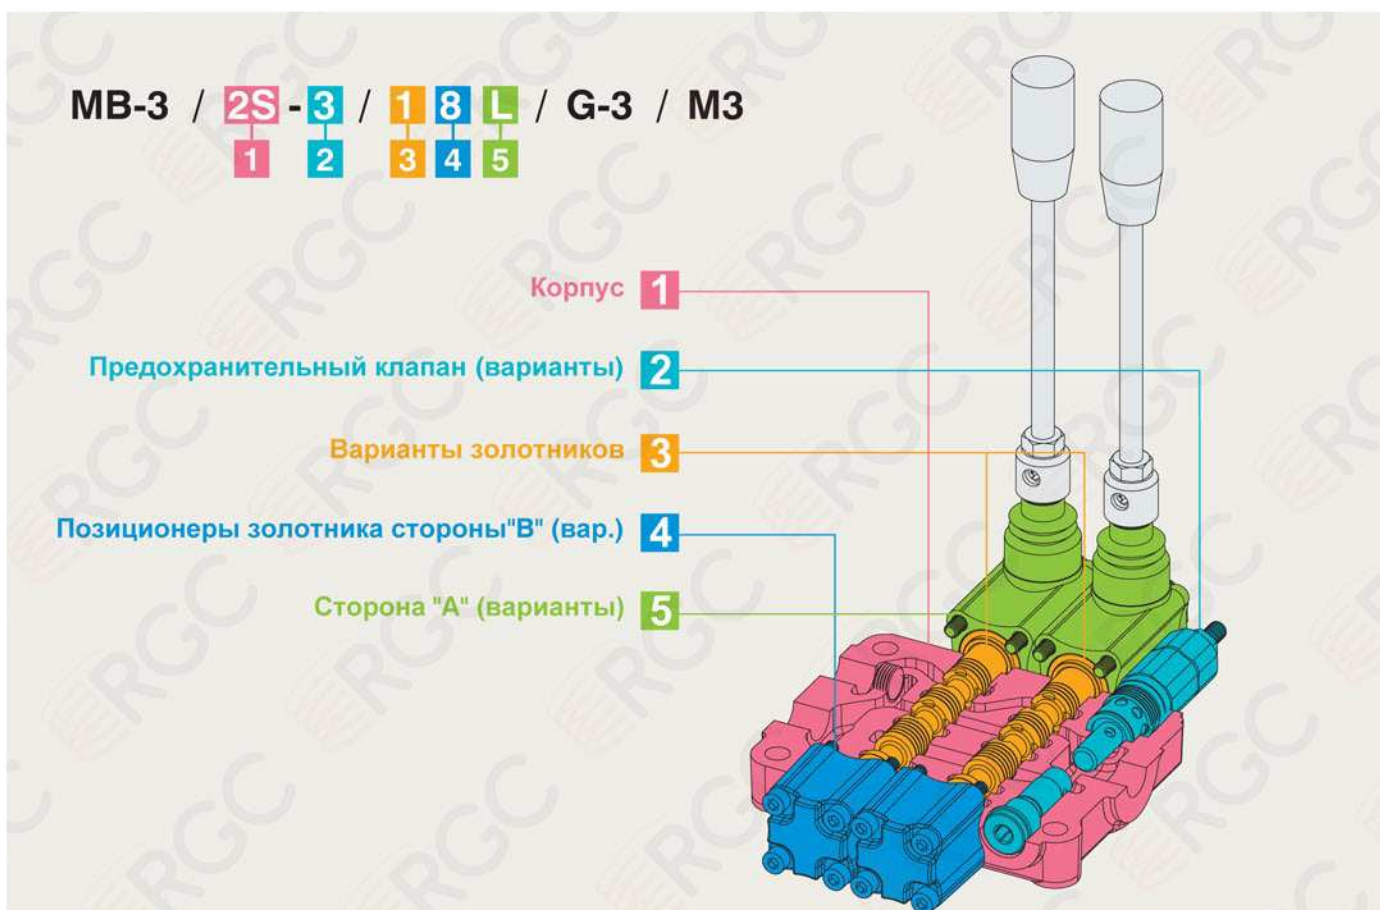 MB-3 / 2S - 3 / 1 8 L / G-3 / M3
1 2 3 4 5
Корпус 1
Предохранительный клапан (варианты) 2
Варианты золотников 3
Позиционеры золотника стороны"В" (вар.) 4
Сторона "А" (варианты) 5
RGC